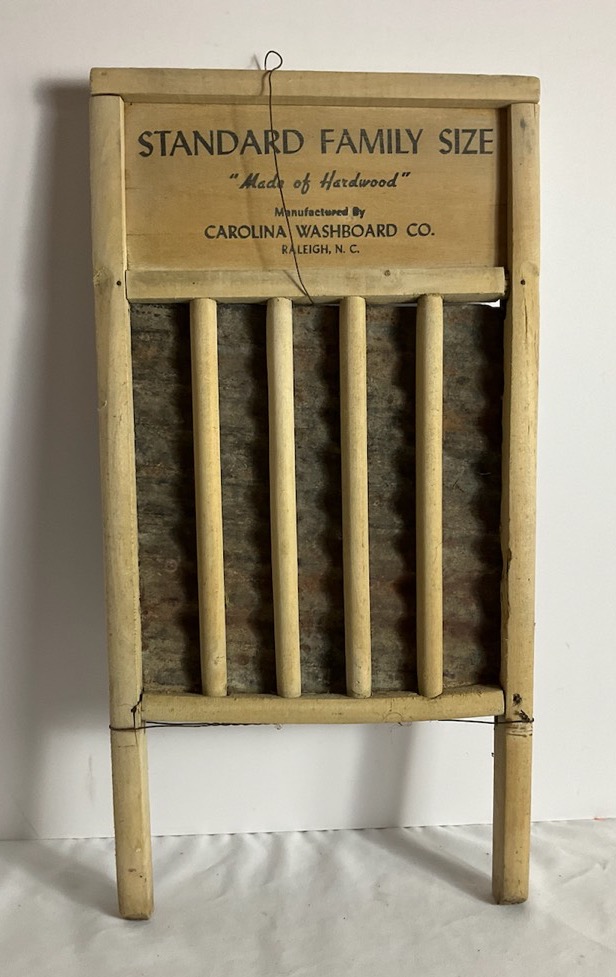 STANDARD FAMILY SIZE
"Made of Hardwood"
Manufactured By
CAROLINA WASHBOARD CO.
RALEIGH, N. C.